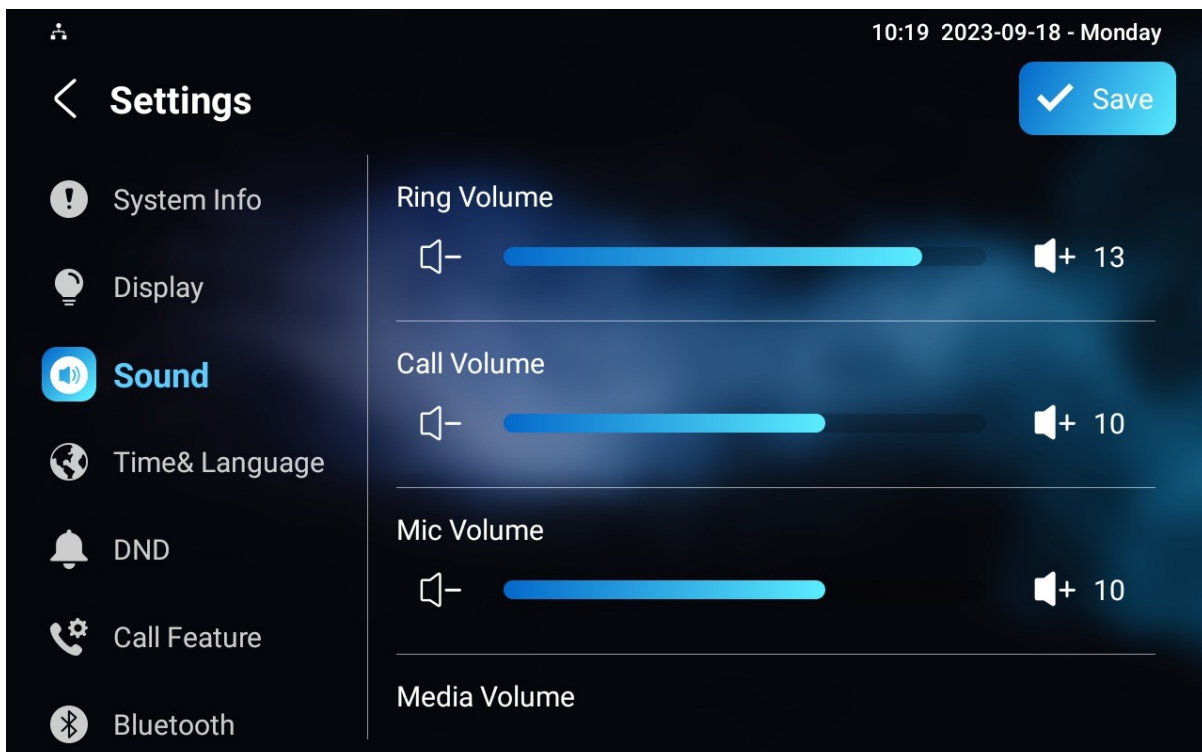 10:19 2023-09-18 - Monday
Settings
Save
System Info
Display
Sound
Time& Language
DND
Call Feature
Bluetooth
Ring Volume
13
Call Volume
10
Mic Volume
10
Media Volume